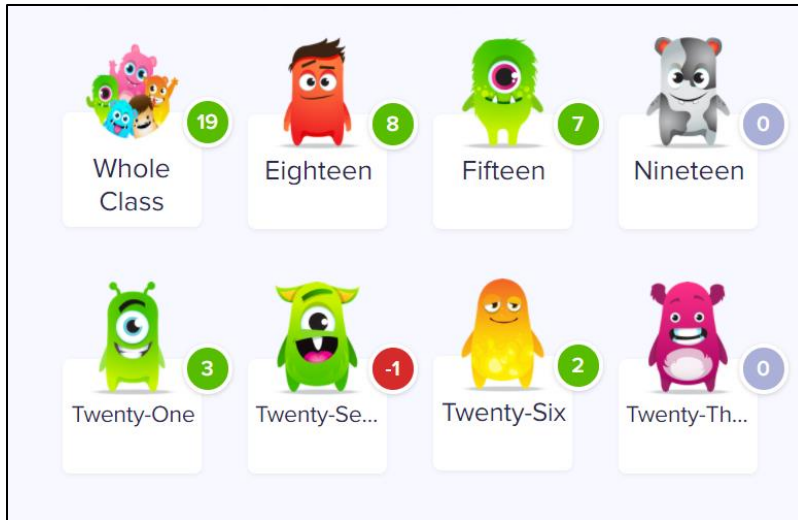 19
8
7
0
Whole
Class
Eighteen
Fifteen
Nineteen
3
-1
2
0
Twenty-One
Twenty-Se...
Twenty-Six
Twenty-Th...